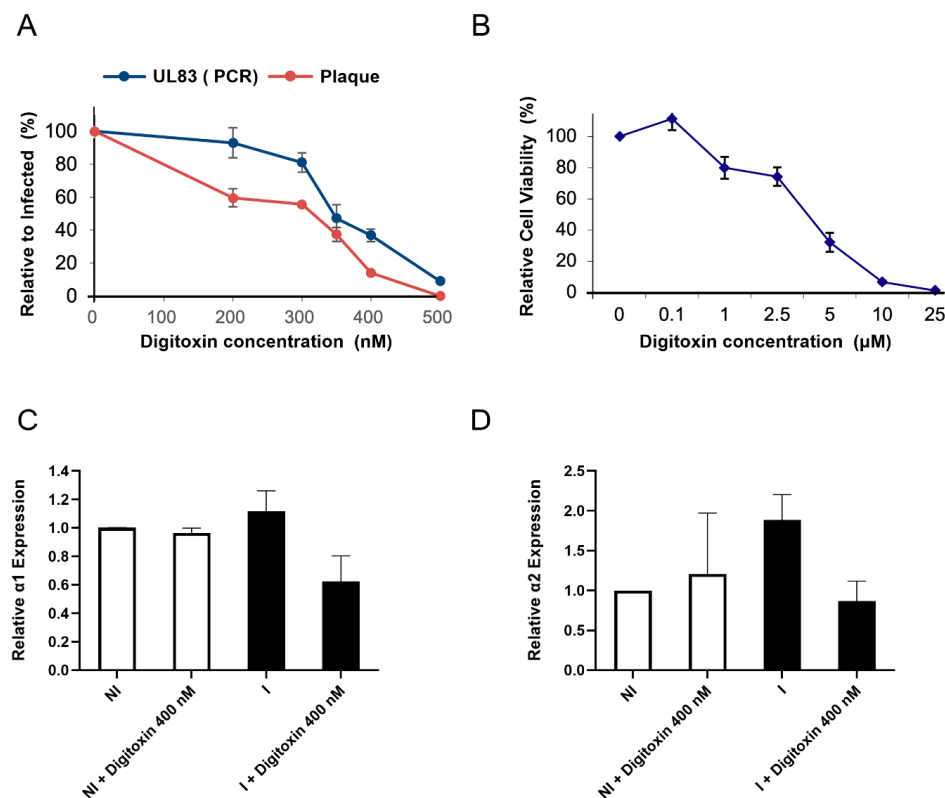 A
UL83 ( PCR) Plaque
Relative to Infected (%)
100
80
60
40
20
0
0 200 300 400 500
Digitoxin concentration (nM)
B
Relative Cell Viability (%)
100
80
60
40
20
0
0 0.1 1 2.5 5 10 25
Digitoxin concentration (µM)
C
Relative α1 Expression
1.4
1.2
1.0
0.8
0.6
0.4
0.2
0.0
NI
NI + Digitoxin 400 nM
I
I + Digitoxin 400 nM
D
Relative α2 Expression
2.5
2.0
1.5
1.0
0.5
0.0
NI
NI + Digitoxin 400 nM
I
I + Digitoxin 400 nM